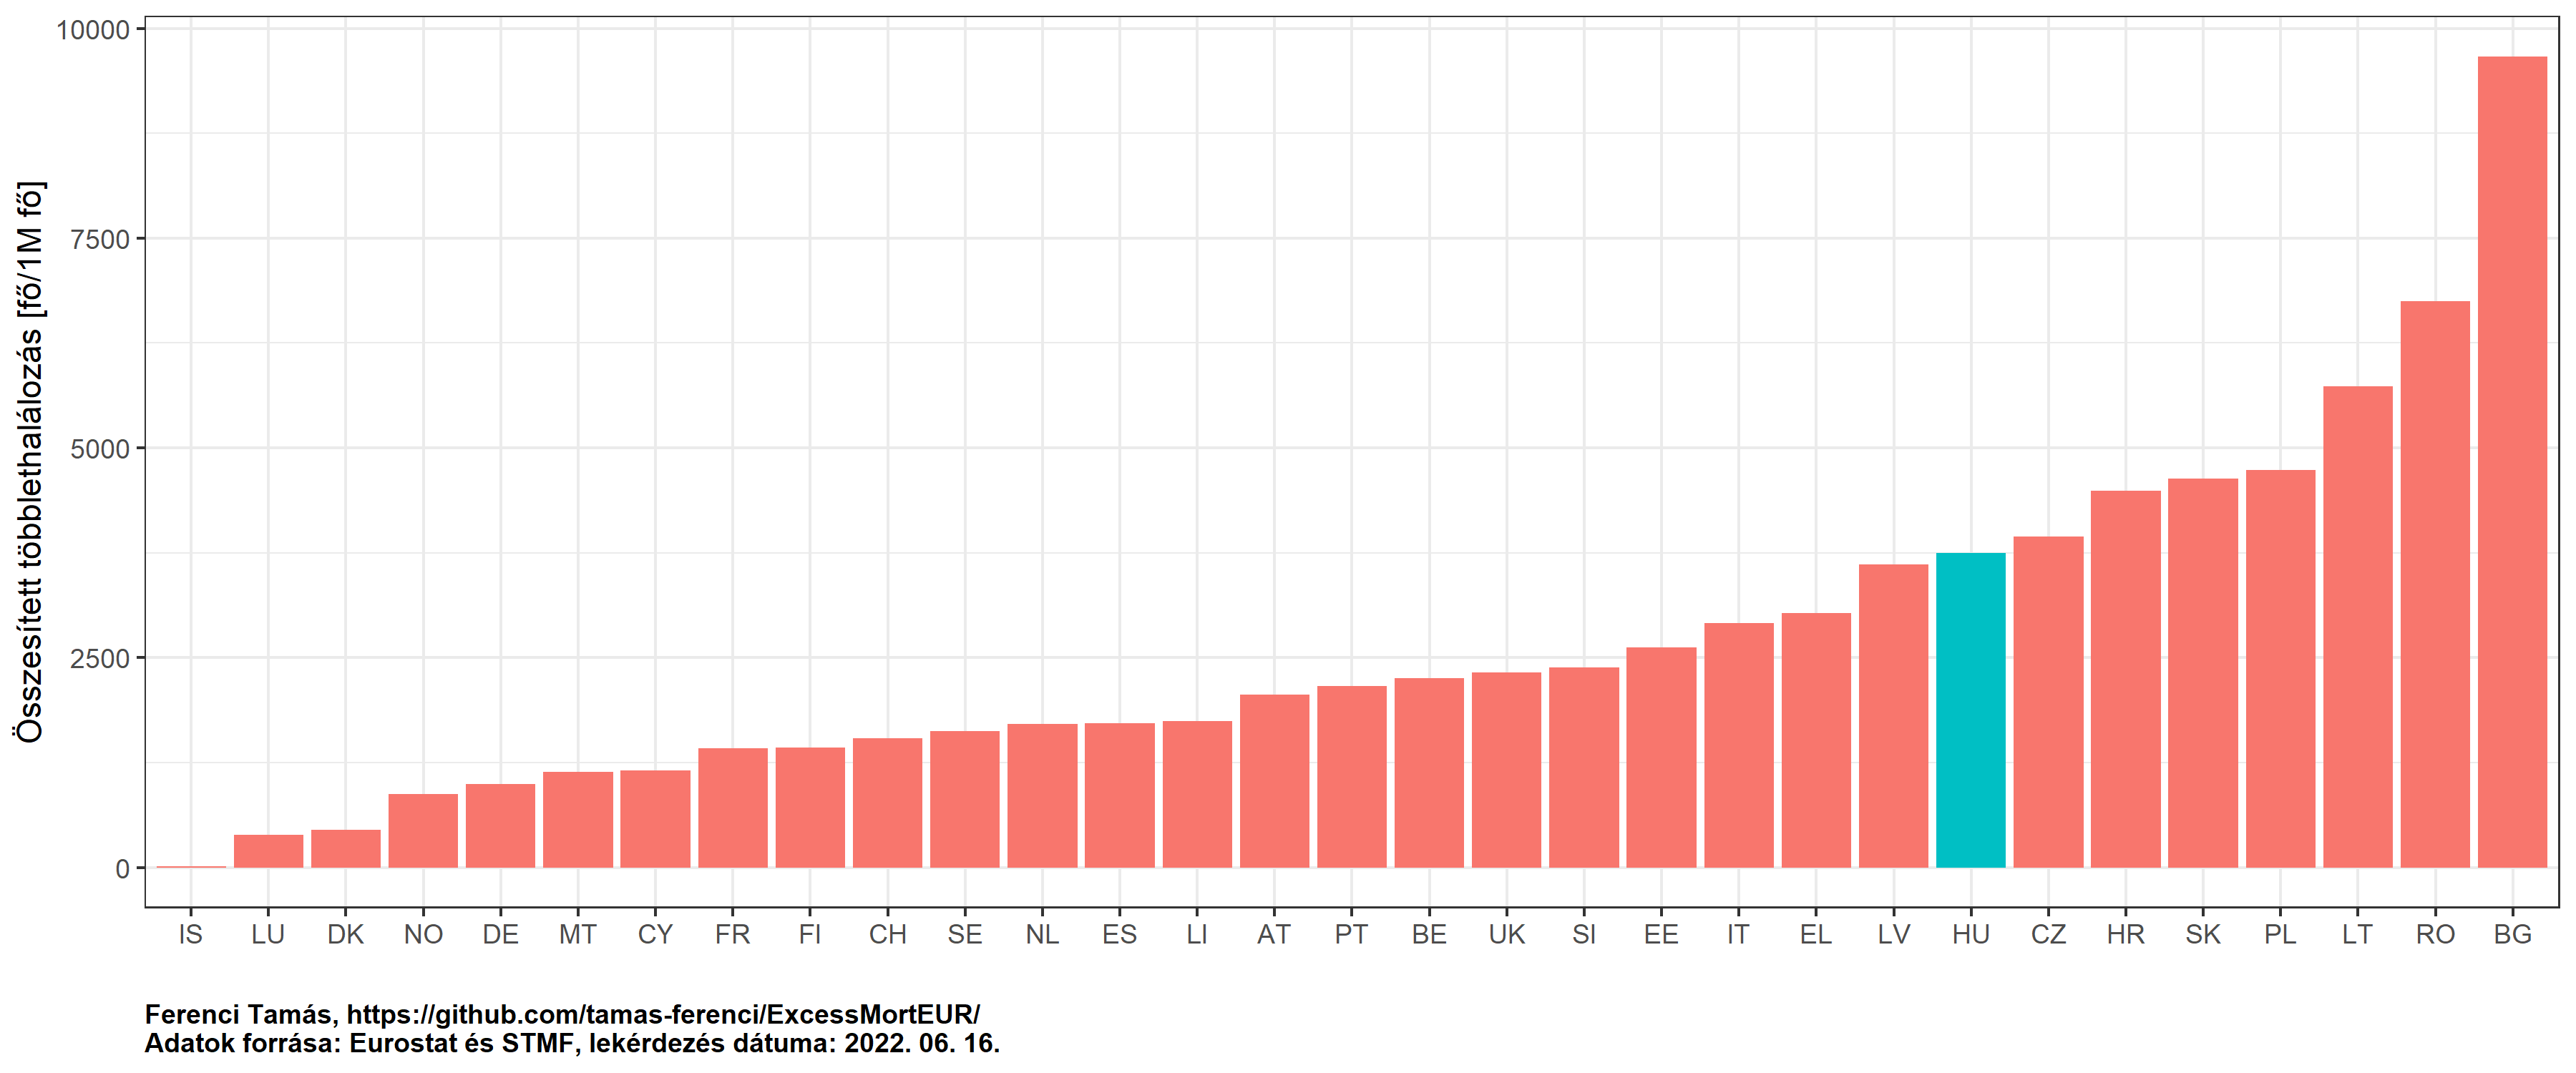 Összesített többlethalálozás [fő/1M fő]
10000
7500
5000
2500
0
IS LU DK NO DE MT CY FR FI CH SE NL ES LI AT PT BE UK SI EE IT EL LV HU CZ HR SK PL LT RO BG
Ferenci Tamás, https://github.com/tamas-ferenci/ExcessMortEUR/
Adatok forrása: Eurostat és STMF, lekérdezés dátuma: 2022. 06. 16.